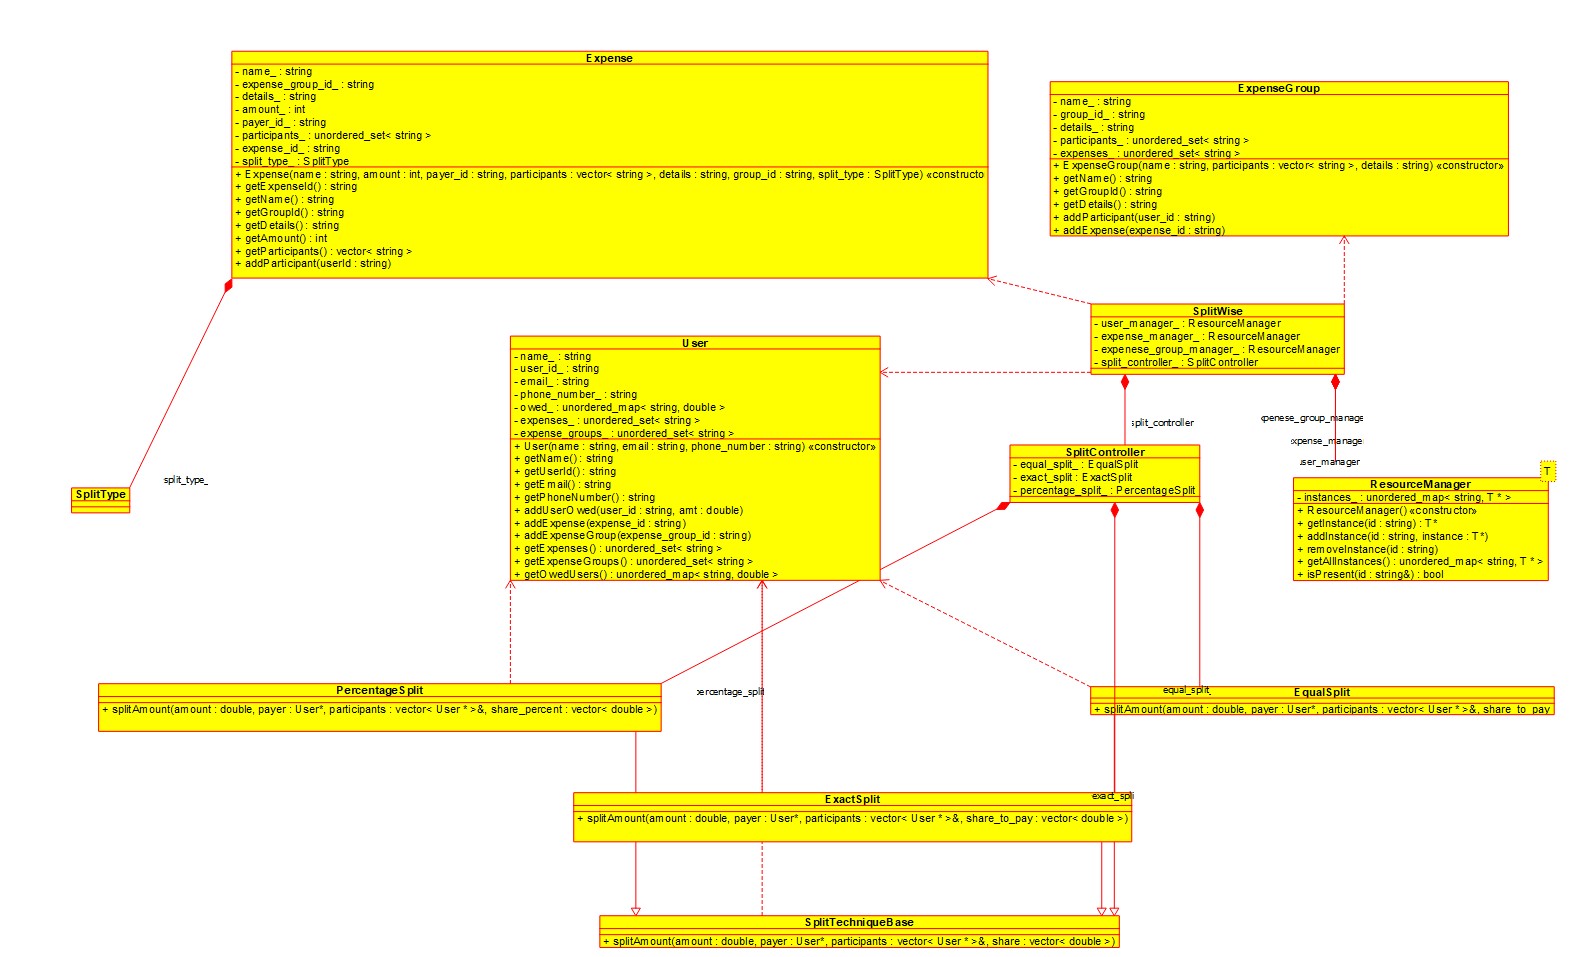 Expense
- name_ : string
- expense_group_id_ : string
- details_ : string
- amount_ : int
- payer_id_ : string
- participants_ : unordered_set< string >
- expense_id_ : string
- split_type_ : SplitType
+ Expense(name : string, amount : int, payer_id : string, participants : vector< string >, details : string, group_id : string, split_type : SplitType) «constructo
+ getExpenseId() : string
+ getName() : string
+ getGroupId() : string
+ getDetails() : string
+ getAmount() : int
+ getParticipants() : vector< string >
+ addParticipant(userId : string)
ExpenseGroup
- name_ : string
- group_id_ : string
- details_ : string
- participants_ : unordered_set< string >
- expenses_ : unordered_set< string >
+ ExpenseGroup(name : string, participants : vector< string >, details : string) «constructor»
+ getName() : string
+ getGroupId() : string
+ getDetails() : string
+ addParticipant(user_id : string)
+ addExpense(expense_id : string)
SplitWise
- user_manager_ : ResourceManager
- expense_manager_ : ResourceManager
- expenese_group_manager_ : ResourceManager
- split_controller_ : SplitController
User
- name_ : string
- user_id_ : string
- email_ : string
- phone_number_ : string
- owed_ : unordered_map< string, double >
- expenses_ : unordered_set< string >
- expense_groups_ : unordered_set< string >
+ User(name : string, email : string, phone_number : string) «constructor»
+ getName() : string
+ getUserId() : string
+ getEmail() : string
+ getPhoneNumber() : string
+ addUserOwed(user_id : string, amt : double)
+ addExpense(expense_id : string)
+ addExpenseGroup(expense_group_id : string)
+ getExpenses() : unordered_set< string >
+ getExpenseGroups() : unordered_set< string >
+ getOwedUsers() : unordered_map< string, double >
split_controller
xpenese_group_manage
xpense_manage
user_manager
SplitController
- equal_split_ : EqualSplit
- exact_split : ExactSplit
- percentage_split_ : PercentageSplit
T
ResourceManager
- instances_ : unordered_map< string, T * >
+ ResourceManager() «constructor»
+ getInstance(id : string) : T*
+ addInstance(id : string, instance : T*)
+ removeInstance(id : string)
+ getAllInstances() : unordered_map< string, T * >
+ isPresent(id : string&) : bool
SplitType
split_type_
PercentageSplit
+ splitAmount(amount : double, payer : User*, participants : vector< User * >&, share_percent : vector< double >)
percentage_split
equal_split_
EqualSplit
+ splitAmount(amount : double, payer : User*, participants : vector< User * >&, share_to_pay
ExactSplit
exact_spli
+ splitAmount(amount : double, payer : User*, participants : vector< User * >&, share_to_pay : vector< double >)
SplitTechniqueBase
+ splitAmount(amount : double, payer : User*, participants : vector< User * >&, share : vector< double >)